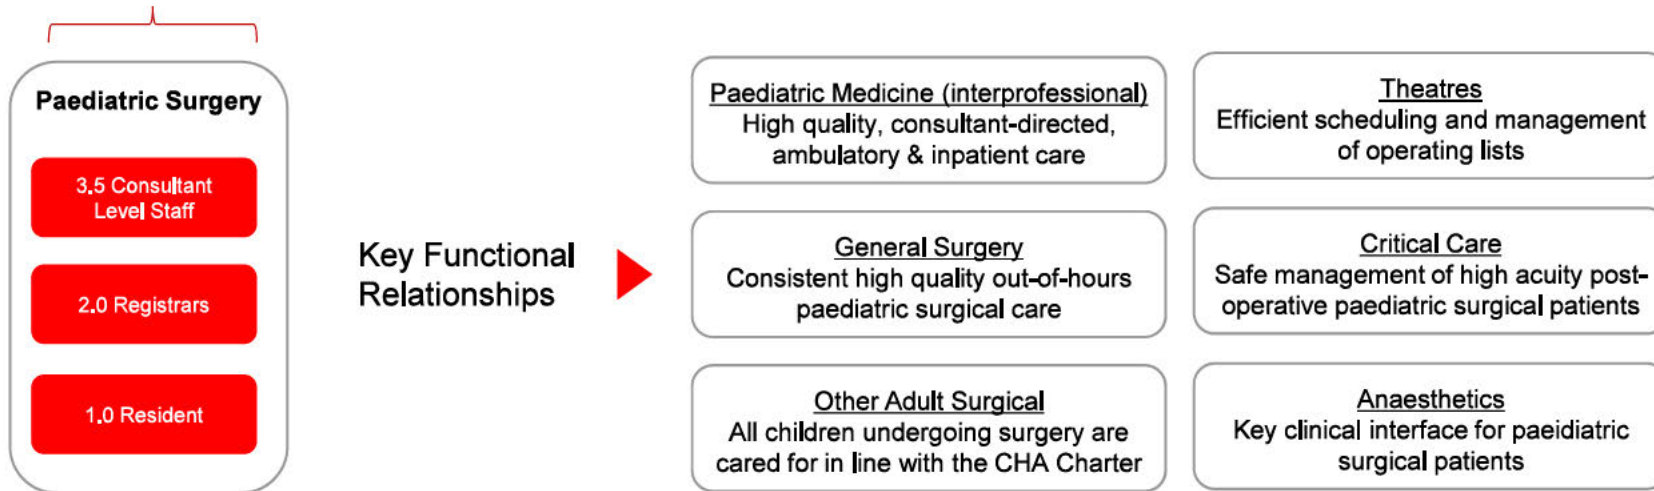 Paediatric Surgery
3.5 Consultant
Level Staff
2.0 Registrars
1.0 Resident
Key Functional
Relationships
Paediatric Medicine (interprofessional)
High quality, consultant-directed,
ambulatory & inpatient care
General Surgery
Consistent high quality out-of-hours
paediatric surgical care
Other Adult Surgical
All children undergoing surgery are
cared for in line with the CHA Charter
Theatres
Efficient scheduling and management
of operating lists
Critical Care
Safe management of high acuity post-
operative paediatric surgical patients
Anaesthetics
Key clinical interface for paeidiatric
surgical patients